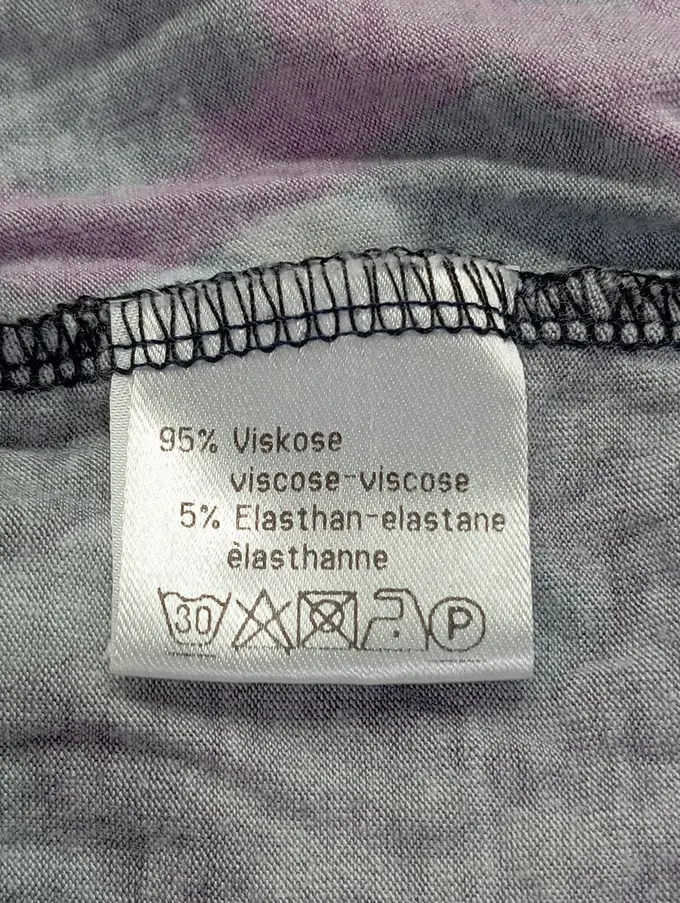 95% Viskose
viscose-viscose
5% Elasthan-elastane
èlasthanne
30 P